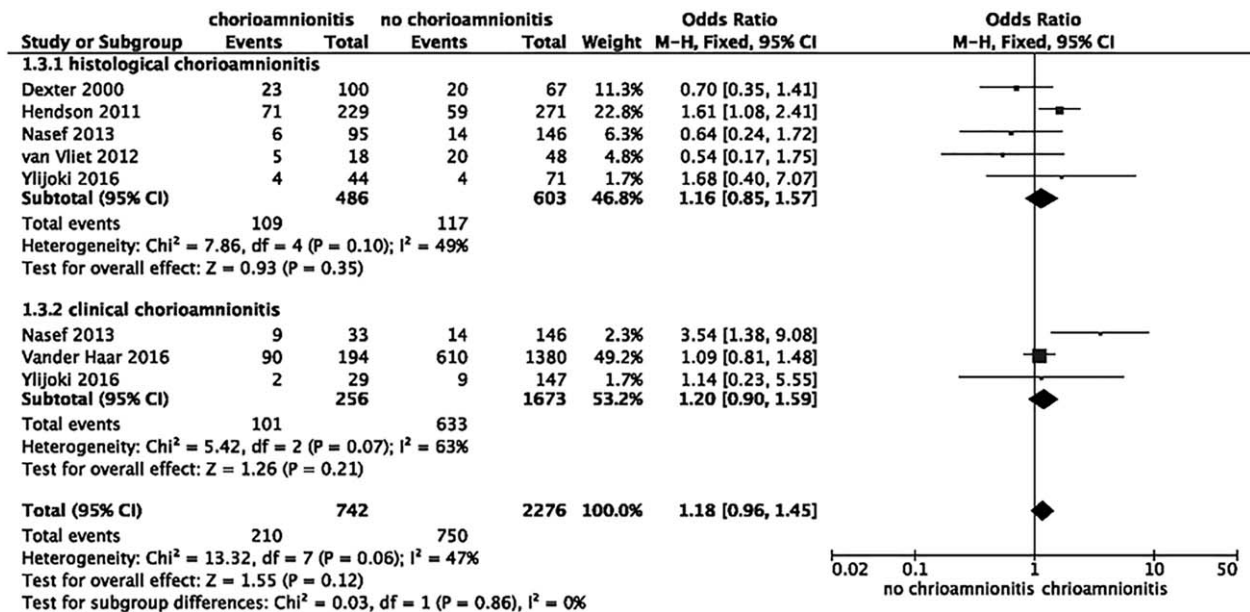 chorioamnionitis no chorioamnionitis Odds Ratio Odds Ratio
Study or Subgroup Events Total Events Total Weight M-H, Fixed, 95% CI M-H, Fixed, 95% CI
1.3.1 histological chorioamnionitis
Dexter 2000 23 100 20 67 11.3% 0.70 [0.35, 1.41]
Hendson 2011 71 229 59 271 22.8% 1.61 [1.08, 2.41]
Nasef 2013 6 95 14 146 6.3% 0.64 [0.24, 1.72]
van Vliet 2012 5 18 20 48 4.8% 0.54 [0.17, 1.75]
Ylijoki 2016 4 44 4 71 1.7% 1.68 [0.40, 7.07]
Subtotal (95% CI) 486 603 46.8% 1.16 [0.85, 1.57]
Total events 109 117
Heterogeneity: Chi² = 7.86, df = 4 (P = 0.10); I² = 49%
Test for overall effect: Z = 0.93 (P = 0.35)
1.3.2 clinical chorioamnionitis
Nasef 2013 9 33 14 146 2.3% 3.54 [1.38, 9.08]
Vander Haar 2016 90 194 610 1380 49.2% 1.09 [0.81, 1.48]
Ylijoki 2016 2 29 9 147 1.7% 1.14 [0.23, 5.55]
Subtotal (95% CI) 256 1673 53.2% 1.20 [0.90, 1.59]
Total events 101 633
Heterogeneity: Chi² = 5.42, df = 2 (P = 0.07); I² = 63%
Test for overall effect: Z = 1.26 (P = 0.21)
Total (95% CI) 742 2276 100.0% 1.18 [0.96, 1.45]
Total events 210 750
Heterogeneity: Chi² = 13.32, df = 7 (P = 0.06); I² = 47%
Test for overall effect: Z = 1.55 (P = 0.12)
Test for subgroup differences: Chi² = 0.03, df = 1 (P = 0.86), I² = 0%
0.02 0.1 1 10 50
no chrioamnionitis chrioamnionitis